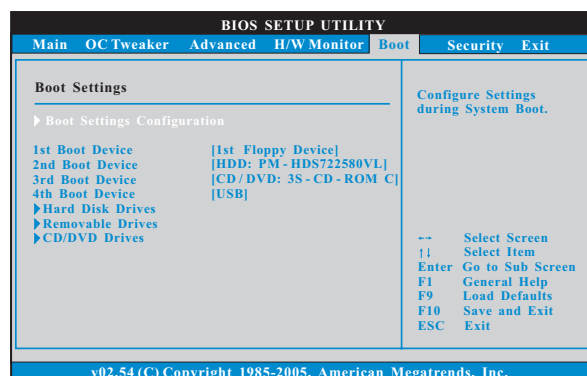 BIOS SETUP UTILITY
Main OC Tweaker Advanced H/W Monitor Boot Security Exit
Boot Settings
Boot Settings Configuration
1st Boot Device [1st Floppy Device]
2nd Boot Device [HDD: PM-HDS722580VL]
3rd Boot Device [CD/DVD: 3S-CD-ROM C]
4th Boot Device [USB]
Hard Disk Drives
Removable Drives
CD/DVD Drives
Configure Settings
during System Boot.
←→ Select Screen
↑↓ Select Item
Enter Go to Sub Screen
F1 General Help
F9 Load Defaults
F10 Save and Exit
ESC Exit
v02.54 (C) Copyright 1985-2005, American Megatrends, Inc.